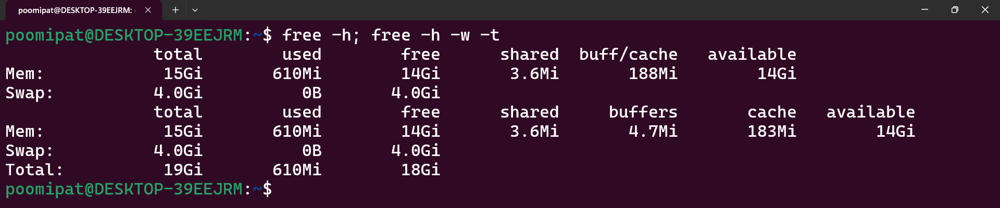 poomipat@DESKTOP-39EEJRM: ~
poomipat@DESKTOP-39EEJRM:~$ free -h; free -h -w -t
total used free shared buff/cache available
Mem: 15Gi 610Mi 14Gi 3.6Mi 188Mi 14Gi
Swap: 4.0Gi 0B 4.0Gi
total used free shared buffers cache available
Mem: 15Gi 610Mi 14Gi 3.6Mi 4.7Mi 183Mi 14Gi
Swap: 4.0Gi 0B 4.0Gi
Total: 19Gi 610Mi 18Gi
poomipat@DESKTOP-39EEJRM:~$